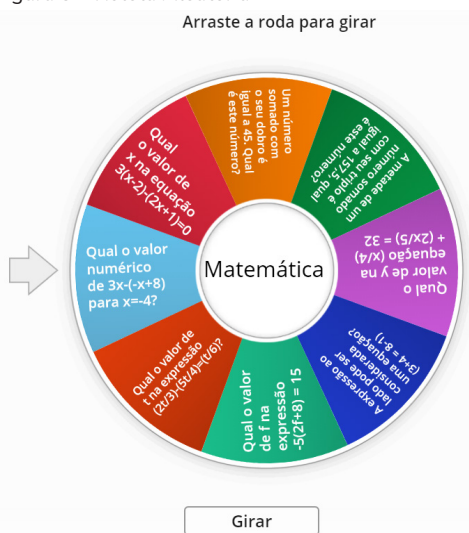 Arraste a roda para girar
Um número
somado com
o seu dobro é
igual a 45. Qual
é este número?
A metade de um
número somado
com seu triplo é
igual a 157,5, qual
é este número?
Qual o
valor de y na
equação (x/4)
+ (2x/5) = 32
A expressão ao
lado pode ser
considerada
uma equação?
(3+4 = 8-1)
Qual o valor
de f na
expressão
-5(2f+8) = 15
Qual o valor de
t na expressão
(2t/3)-(5t/4)=(t/6)?
Qual o valor
numérico
de 3x-(-x+8)
para x=-4?
Qual
o valor de
x na equação
3(x-2)-(2x+1)=0
Matemática
Girar